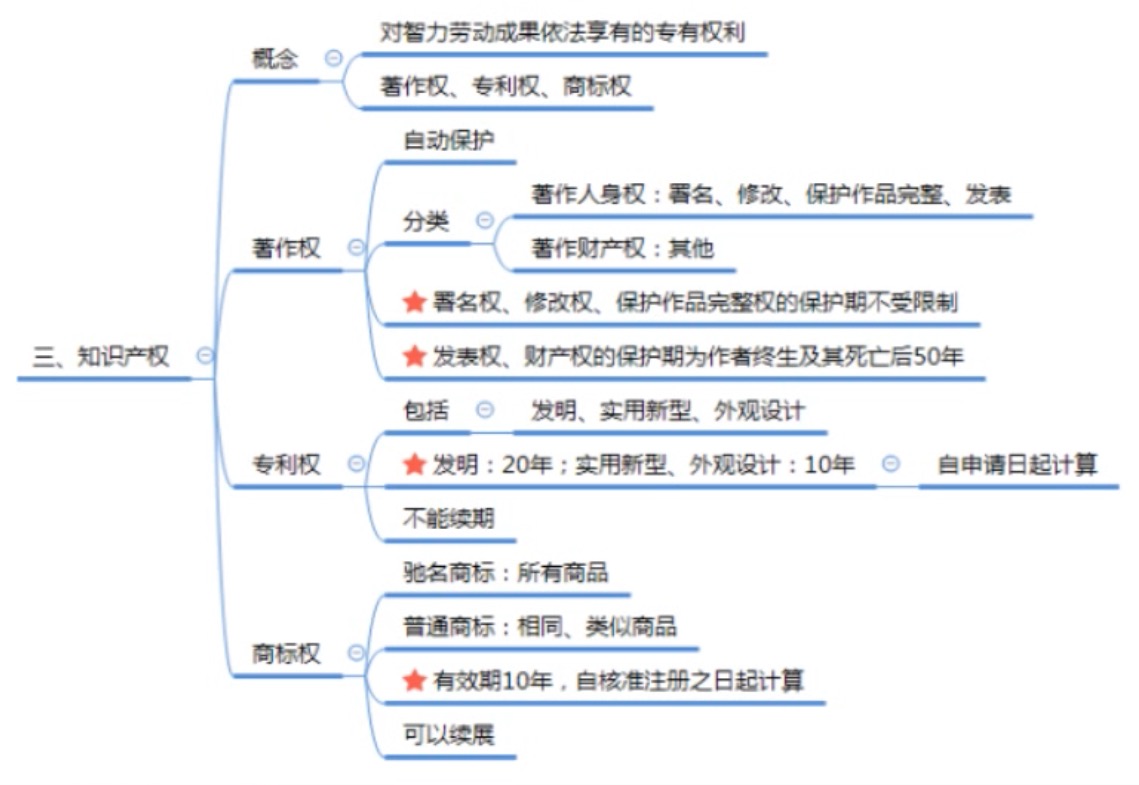 三、知识产权
概念
对智力劳动成果依法享有的专有权利
著作权、专利权、商标权
著作权
自动保护
分类
著作人身权：署名、修改、保护作品完整、发表
著作财产权：其他
署名权、修改权、保护作品完整权的保护期不受限制
发表权、财产权的保护期为作者终生及其死亡后50年
专利权
包括
发明、实用新型、外观设计
发明：20年；实用新型、外观设计：10年
自申请日起计算
不能续期
商标权
驰名商标：所有商品
普通商标：相同、类似商品
有效期10年，自核准注册之日起计算
可以续展